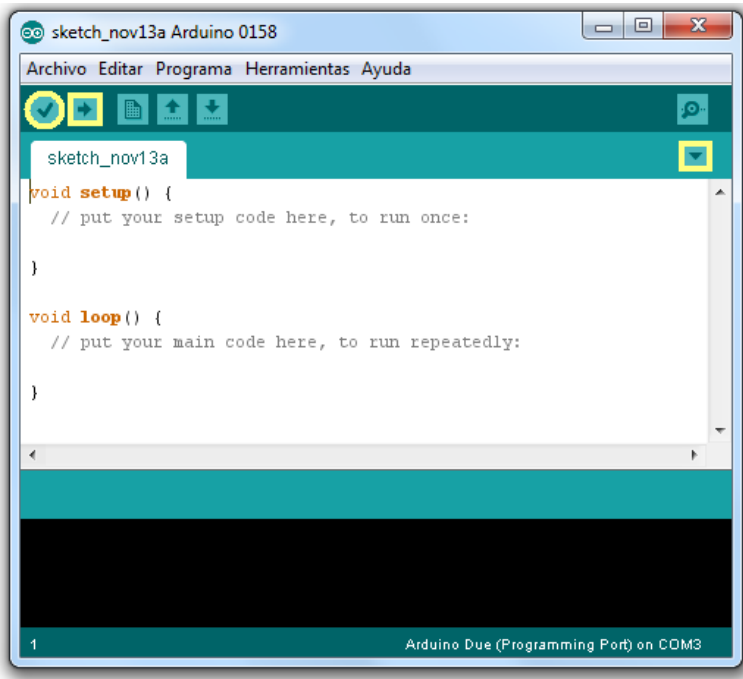 sketch_nov13a Arduino 0158
Archivo Editar Programa Herramientas Ayuda
sketch_nov13a
void setup() {
  // put your setup code here, to run once:
}
void loop() {
  // put your main code here, to run repeatedly:
}
1 Arduino Due (Programming Port) on COM3